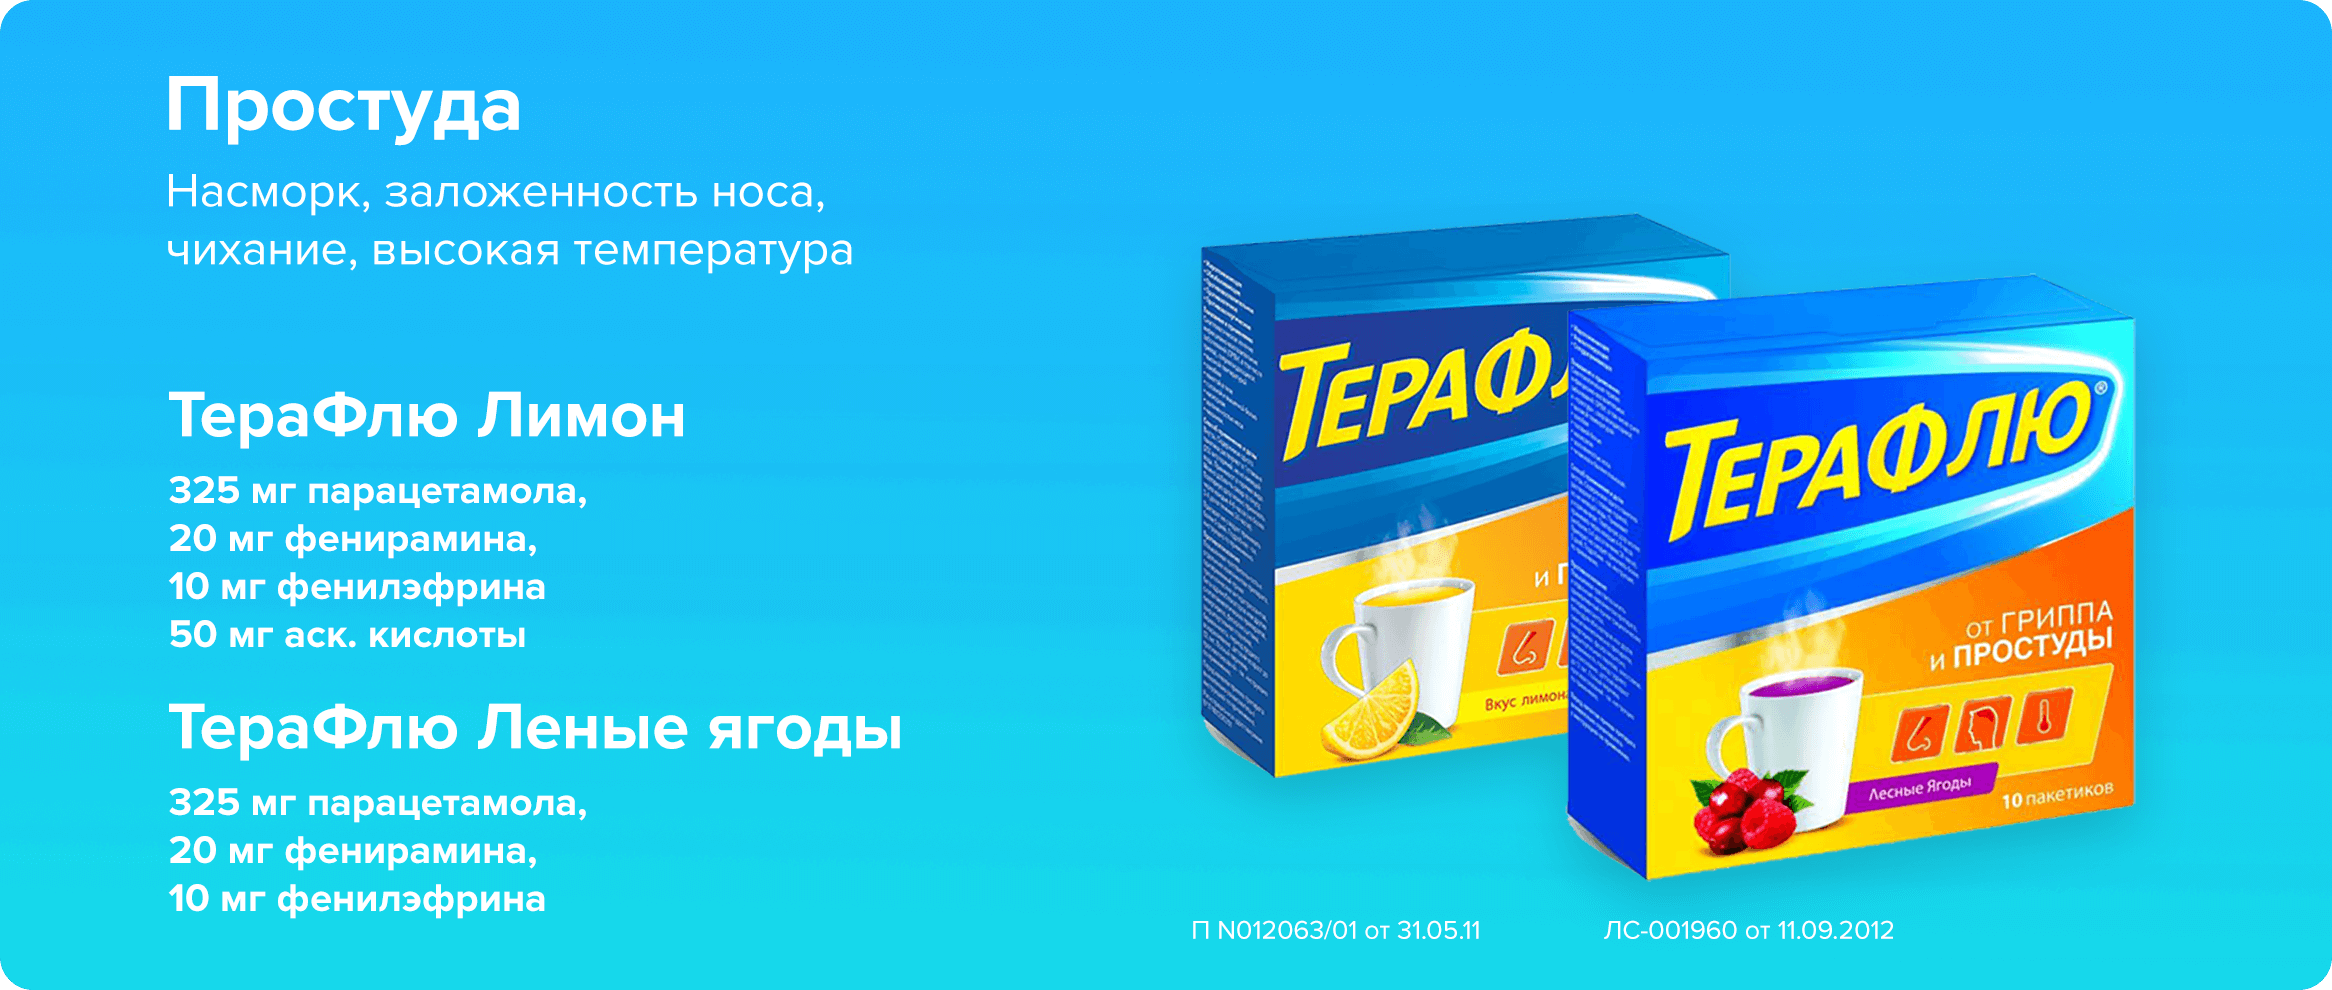 Простуда
Насморк, заложенность носа,
чихание, высокая температура
ТераФлю Лимон
325 мг парацетамола,
20 мг фенирамина,
10 мг фенилэфрина
50 мг аск. кислоты
ТераФлю Леные ягоды
325 мг парацетамола,
20 мг фенирамина,
10 мг фенилэфрина
ТЕРАФЛ
и П
Вкус лимона
ТЕРАФЛЮ®
от ГРИППА
и ПРОСТУДЫ
Лесные Ягоды
10 пакетиков
П N012063/01 от 31.05.11
ЛС-001960 от 11.09.2012